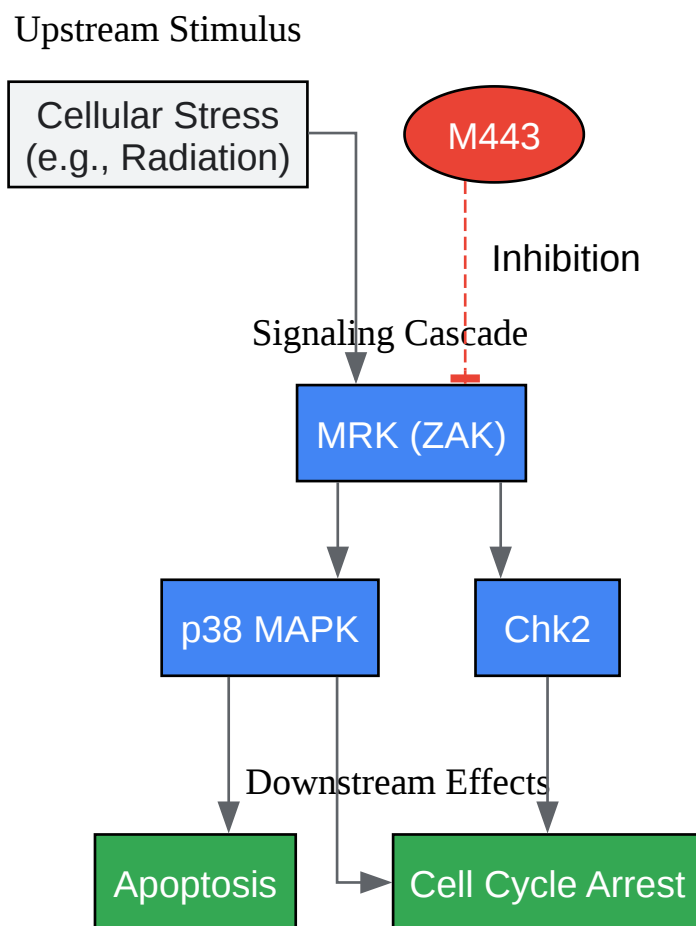 Upstream Stimulus
Cellular Stress
(e.g., Radiation)
M443
Inhibition
Signaling Cascade
MRK (ZAK)
p38 MAPK
Chk2
Downstream Effects
Apoptosis
Cell Cycle Arrest